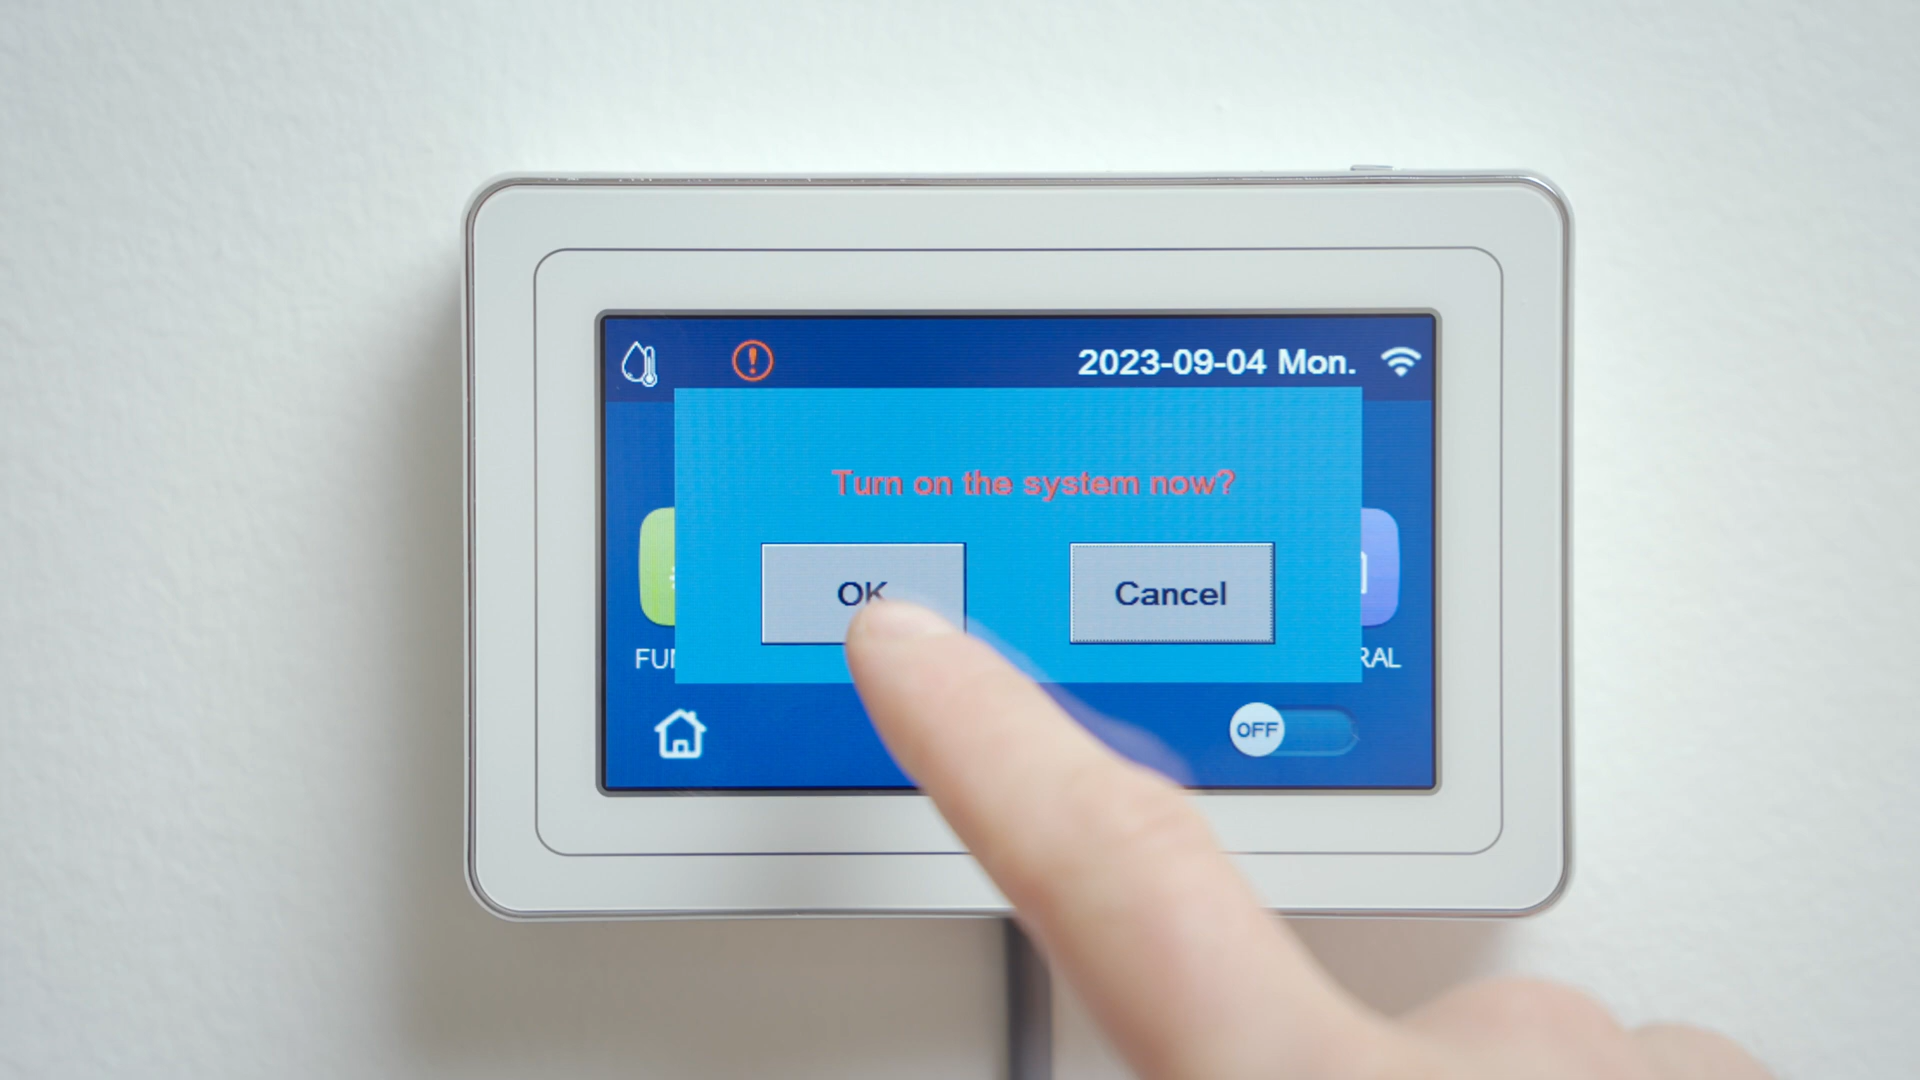 2023-09-04 Mon.
Turn on the system now?
OK
Cancel
OFF